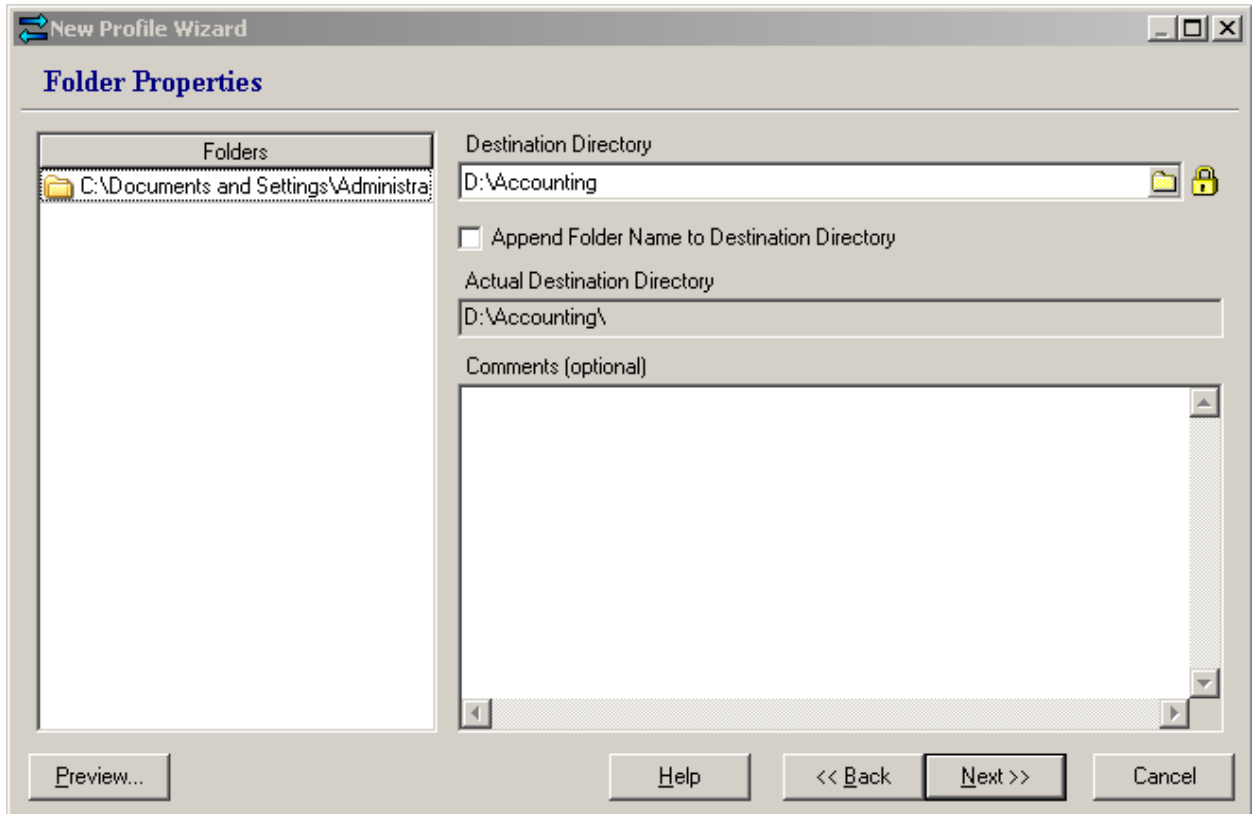 New Profile Wizard
Folder Properties
Folders
C:\Documents and Settings\Administra
Destination Directory
D:\Accounting
Append Folder Name to Destination Directory
Actual Destination Directory
D:\Accounting\
Comments (optional)
Preview...
Help
<< Back
Next >>
Cancel